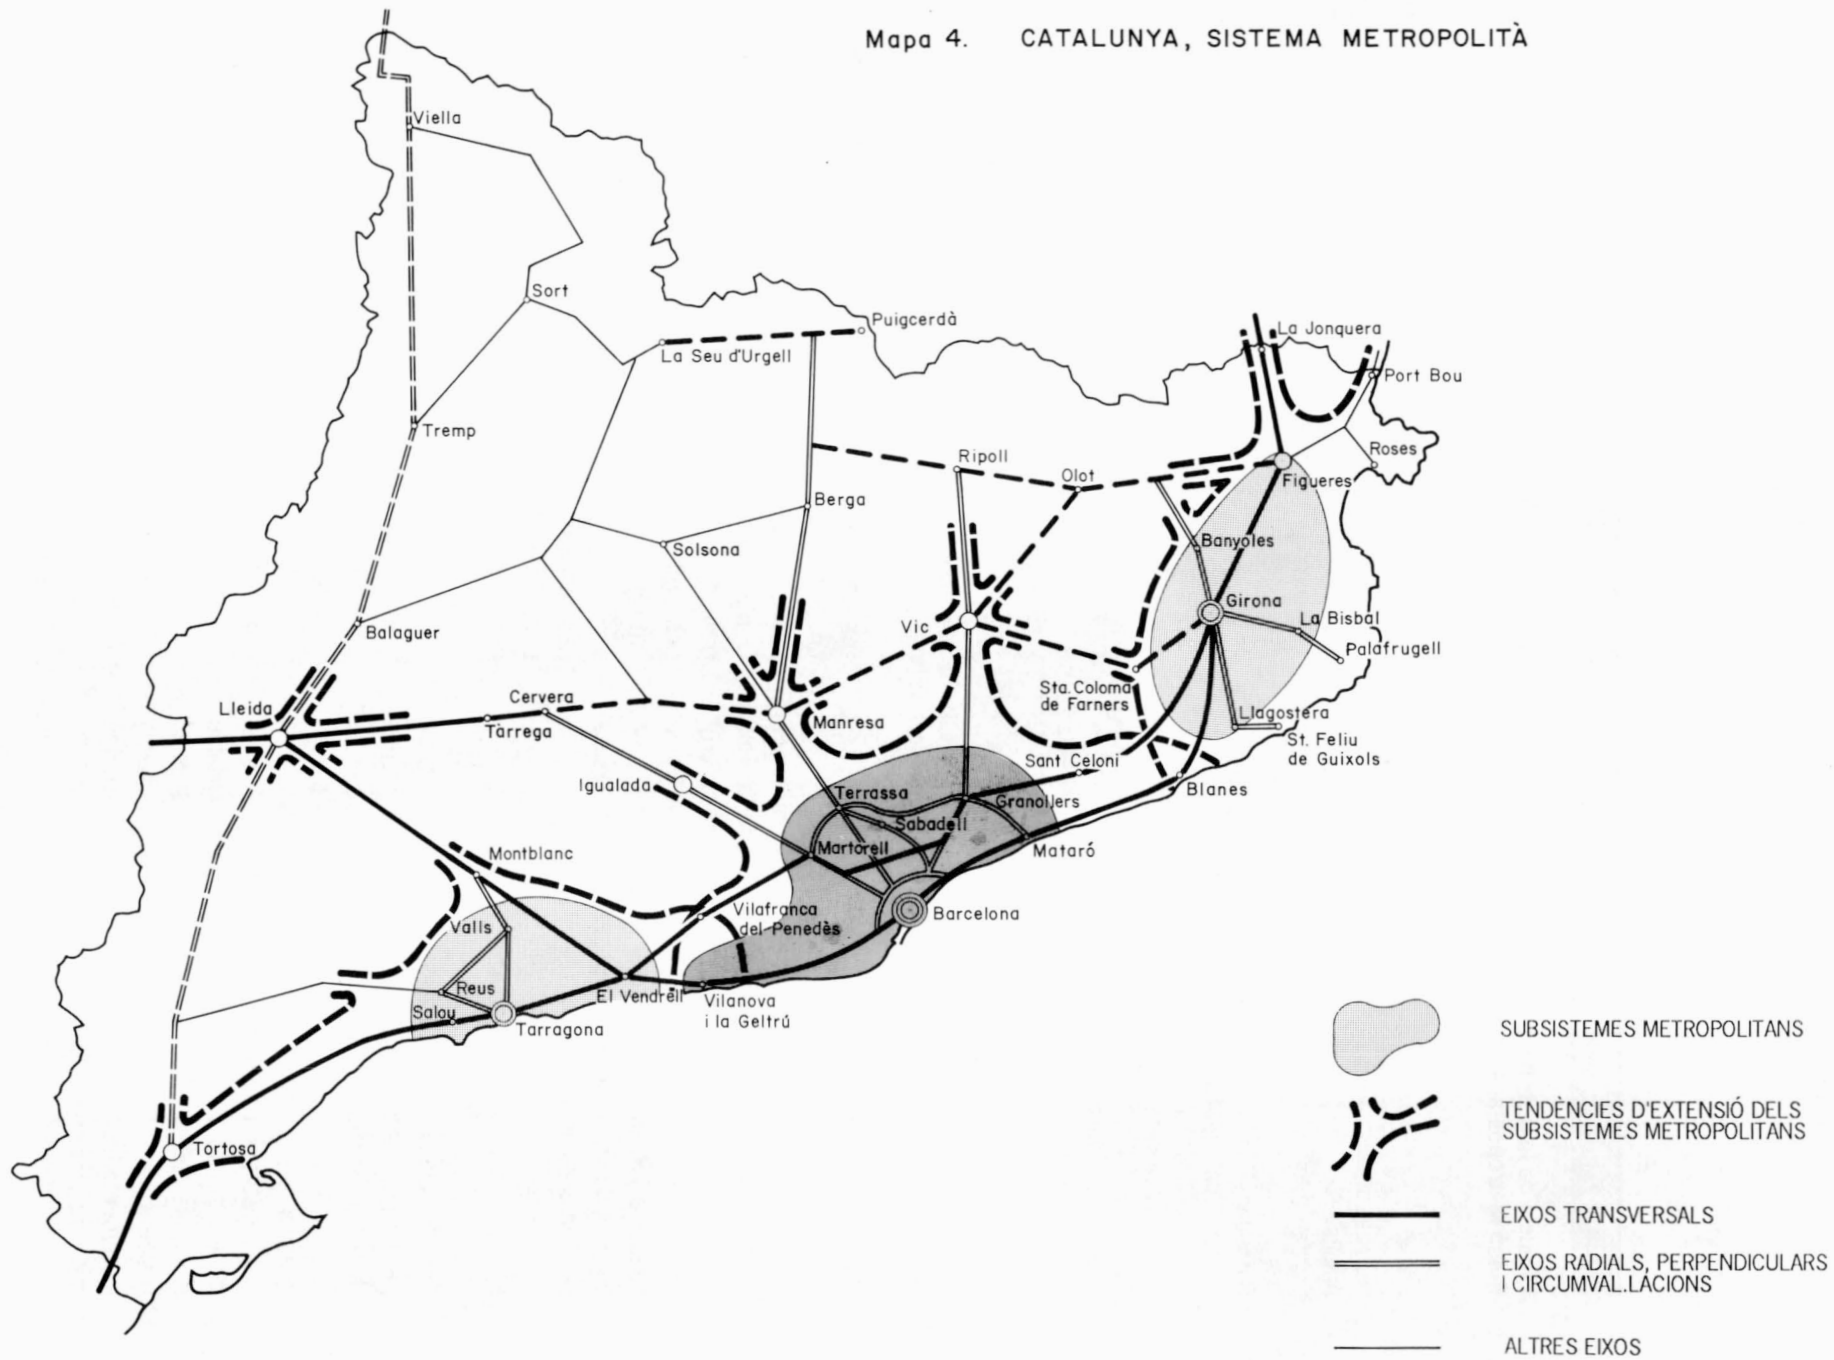 Mapa 4. CATALUNYA, SISTEMA METROPOLITÀ
Viella
Sort
Puigcerdà
La Seu d'Urgell
La Jonquera
Port Bou
Tremp
Ripoll
Olot
Roses
Figueres
Berga
Solsona
Banyoles
Girona
La Bisbal
Palafrugell
Balaguer
Vic
Sta. Coloma
de Farners
Lleida
Cervera
Tàrrega
Manresa
Llagostera
St. Feliu
de Guixols
Sant Celoni
Igualada
Terrassa
Granollers
Blanes
Sabadell
Martorell
Mataró
Montblanc
Vilafranca
del Penedès
Barcelona
Valls
Reus
El Vendrell
Salou
Vilanova
i la Geltrú
Tarragona
Tortosa
SUBSISTEMES METROPOLITANS
TENDÈNCIES D'EXTENSIÓ DELS
SUBSISTEMES METROPOLITANS
EIXOS TRANSVERSALS
EIXOS RADIALS, PERPENDICULARS
I CIRCUMVAL.LACIONS
ALTRES EIXOS